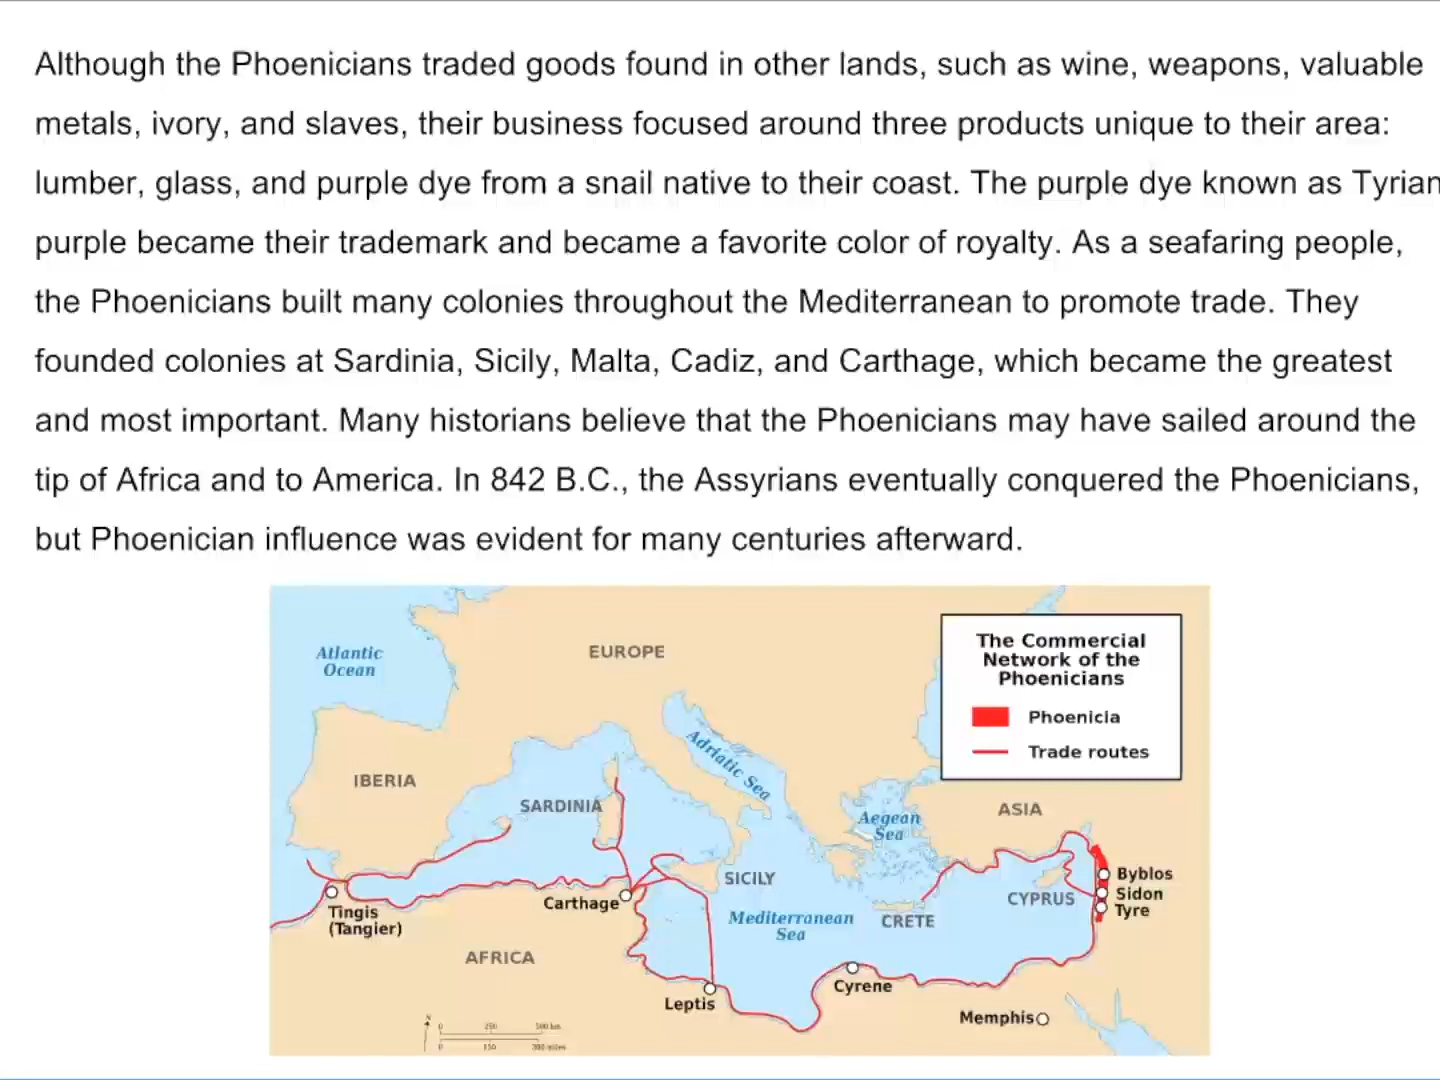 Although the Phoenicians traded goods found in other lands, such as wine, weapons, valuable
metals, ivory, and slaves, their business focused around three products unique to their area:
lumber, glass, and purple dye from a snail native to their coast. The purple dye known as Tyrian
purple became their trademark and became a favorite color of royalty. As a seafaring people,
the Phoenicians built many colonies throughout the Mediterranean to promote trade. They
founded colonies at Sardinia, Sicily, Malta, Cadiz, and Carthage, which became the greatest
and most important. Many historians believe that the Phoenicians may have sailed around the
tip of Africa and to America. In 842 B.C., the Assyrians eventually conquered the Phoenicians,
but Phoenician influence was evident for many centuries afterward.
The Commercial
Network of the
Phoenicians
Phoenicia
Trade routes
Atlantic
Ocean
EUROPE
Adriatic Sea
IBERIA
SARDINIA
Aegean
Sea
ASIA
SICILY
Byblos
Sidon
Tyre
CYPRUS
Carthage
Tingis
(Tangier)
Mediterranean
Sea
CRETE
AFRICA
Cyrene
Leptis
Memphis
N
0 250 500 km
0 150 300 miles